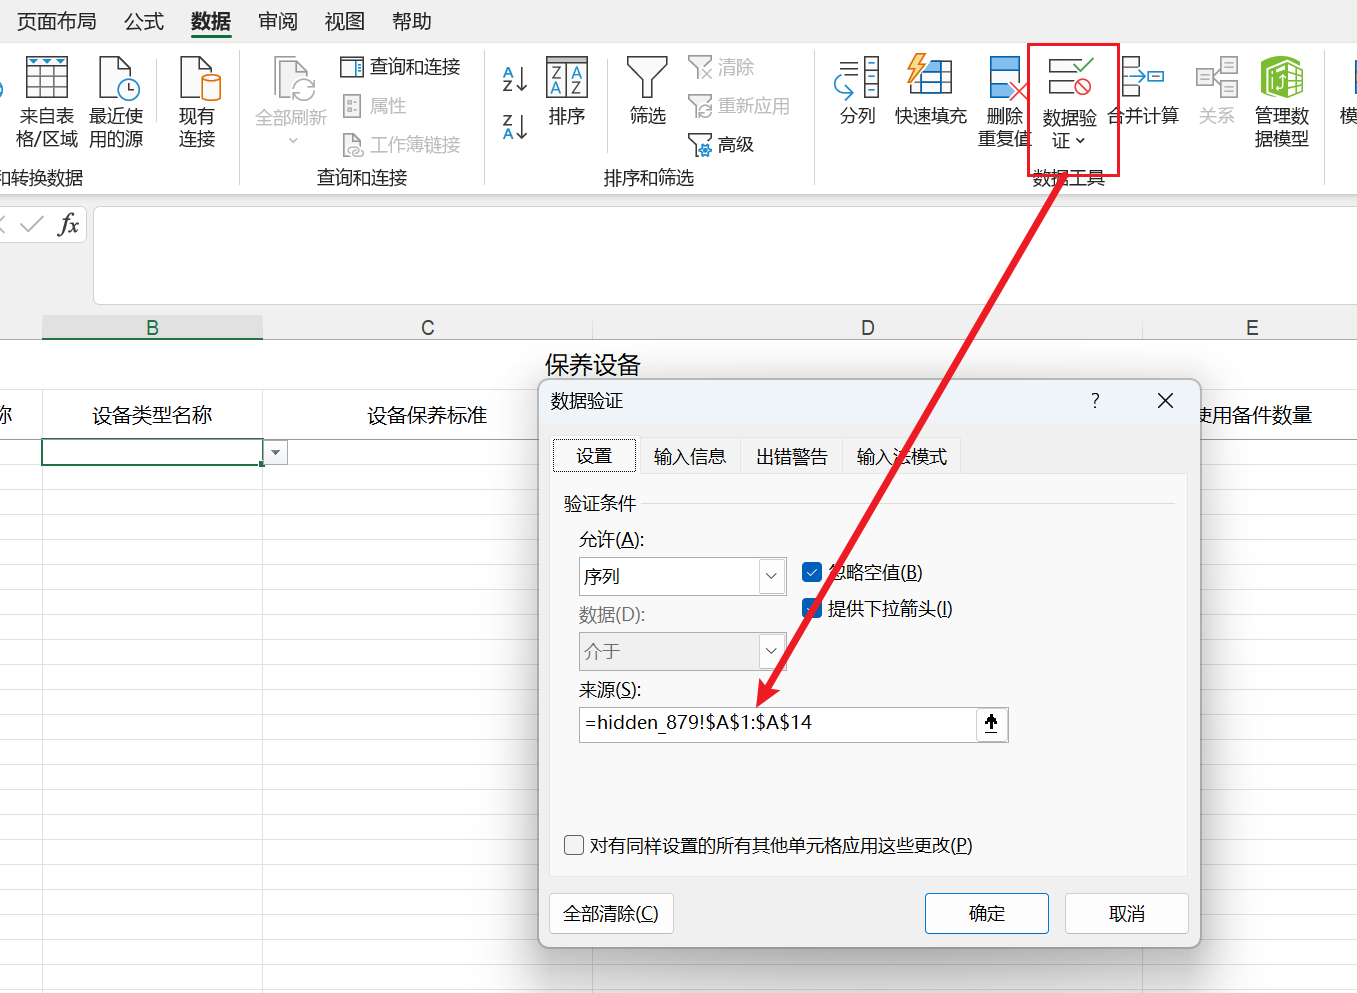 页面布局 公式 数据 审阅 视图 帮助
来自表格/区域
最近使用的源
现有连接
全部刷新
查询和连接
属性
工作簿链接
排序
筛选
清除
重新应用
高级
分列
快速填充
删除重复值
数据验证
合并计算
关系
管理数据模型
和转换数据 查询和连接 排序和筛选 数据工具
fx
B C D E
保养设备
称 设备类型名称 设备保养标准 使用备件数量
数据验证 ?
设置 输入信息 出错警告 输入法模式
验证条件
允许(A):
序列
忽略空值(B)
数据(D):
提供下拉箭头(I)
介于
来源(S):
=hidden_879!$A$1:$A$14
对有同样设置的所有其他单元格应用这些更改(P)
全部清除(C) 确定 取消